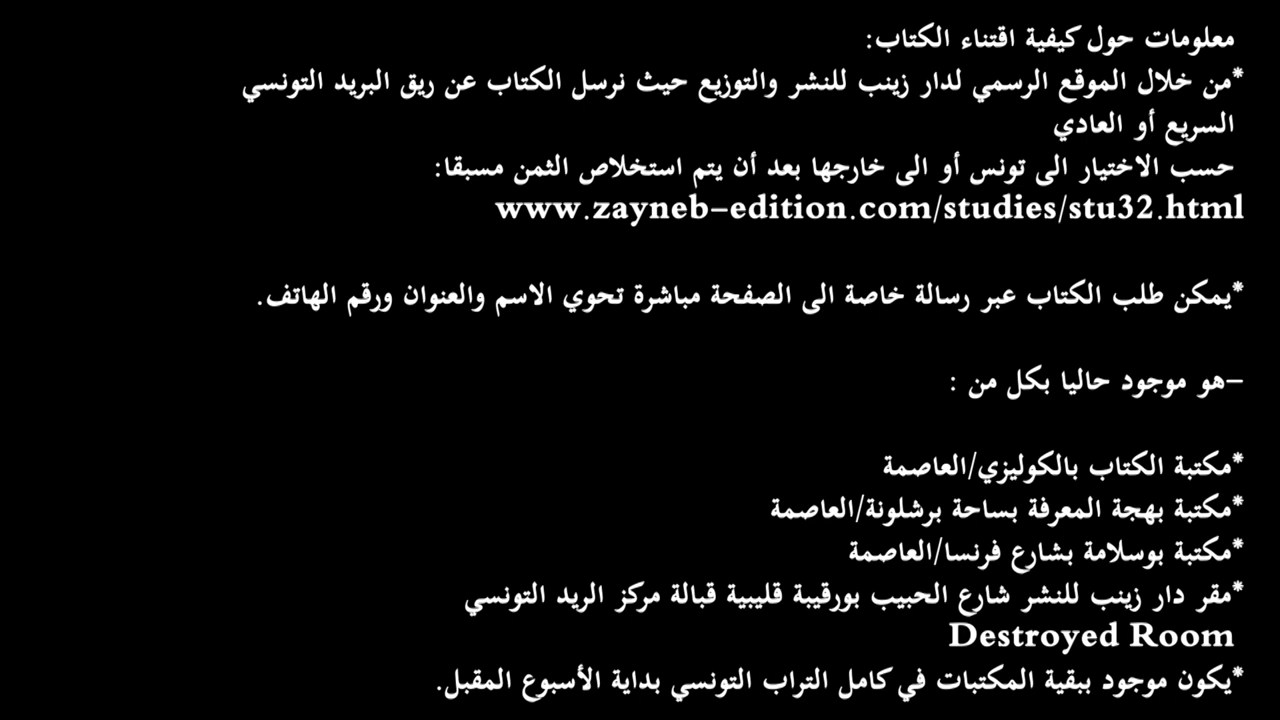 معلومات حول كيفية اقتناء الكتاب:
*من خلال الموقع الرسمي لدار زينب للنشر والتوزيع حيث نرسل الكتاب عن ريق البريد التونسي
السريع أو العادي
حسب الاختيار الى تونس أو الى خارجها بعد أن يتم استخلاص الثمن مسبقا:
www.zayneb-edition.com/studies/stu32.html
*يمكن طلب الكتاب عبر رسالة خاصة الى الصفحة مباشرة تحوي الاسم والعنوان ورقم الهاتف.
-هو موجود حاليا بكل من :
*مكتبة الكتاب بالكوليزي/العاصمة
*مكتبة بهجة المعرفة بساحة برشلونة/العاصمة
*مكتبة بوسلامة بشارع فرنسا/العاصمة
*مقر دار زينب للنشر شارع الحبيب بورقيبة قليبية قبالة مركز الريد التونسي
Destroyed Room
*يكون موجود ببقية المكتبات في كامل التراب التونسي بداية الأسبوع المقبل.